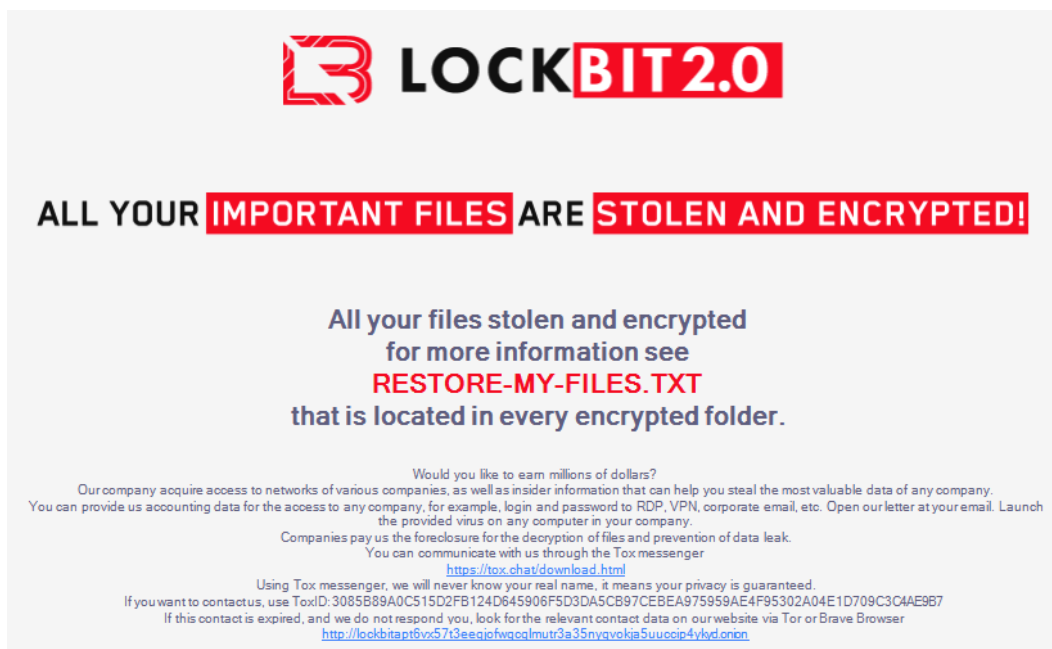 LOCKBIT 2.0
ALL YOUR IMPORTANT FILES ARE STOLEN AND ENCRYPTED!
All your files stolen and encrypted
for more information see
RESTORE-MY-FILES.TXT
that is located in every encrypted folder.
Would you like to earn millions of dollars?
Our company acquire access to networks of various companies, as well as insider information that can help you steal the most valuable data of any company.
You can provide us accounting data for the access to any company, for example, login and password to RDP, VPN, corporate email, etc. Open our letter at your email. Launch
the provided virus on any computer in your company.
Companies pay us the foreclosure for the decryption of files and prevention of data leak.
You can communicate with us through the Tox messenger
https://tox.chat/download.html
Using Tox messenger, we will never know your real name, it means your privacy is guaranteed.
If you want to contact us, use ToxID: 3085B89A0C515D2FB124D645906F5D3DA5CB97CEBEA975959AE4F95302A04E1D709C3C4AE9B7
If this contact is expired, and we do not respond you, look for the relevant contact data on our website via Tor or Brave Browser
http://lockbitapt6vx57t3eeqjofwgcglmutr3a35nygvokja5uuccip4ykyd.onion